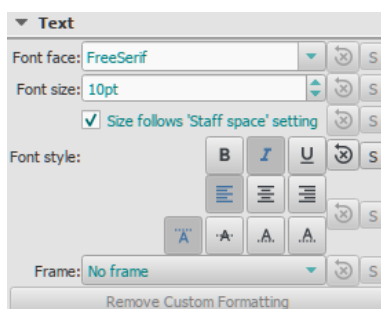 Text
Font face: FreeSerif S
Font size: 10pt S
Size follows 'Staff space' setting S
Font style: B I U S
S
A A A A
Frame: No frame S
Remove Custom Formatting